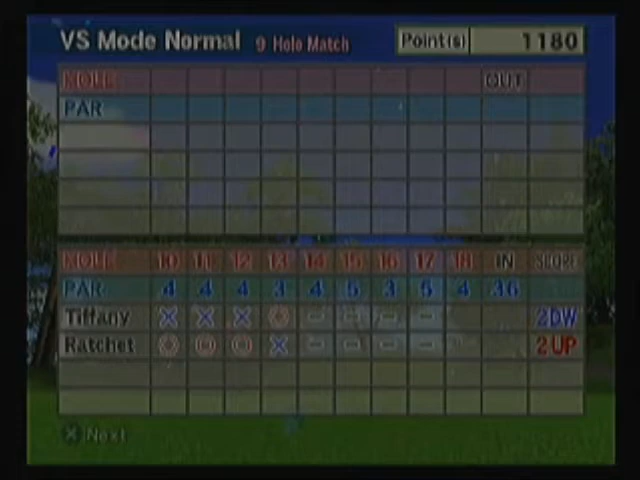 VS Mode Normal 9 Hole Match Point(s) 1180
HOLE OUT
PAR
HOLE 10 11 12 13 14 15 16 17 18 IN SCORE
PAR 4 4 4 3 4 5 3 5 4 36
Tiffany × × × ◎ – – – – – 2DW
Ratchet ◎ ◎ ◎ × – – – – – 2UP
× Next